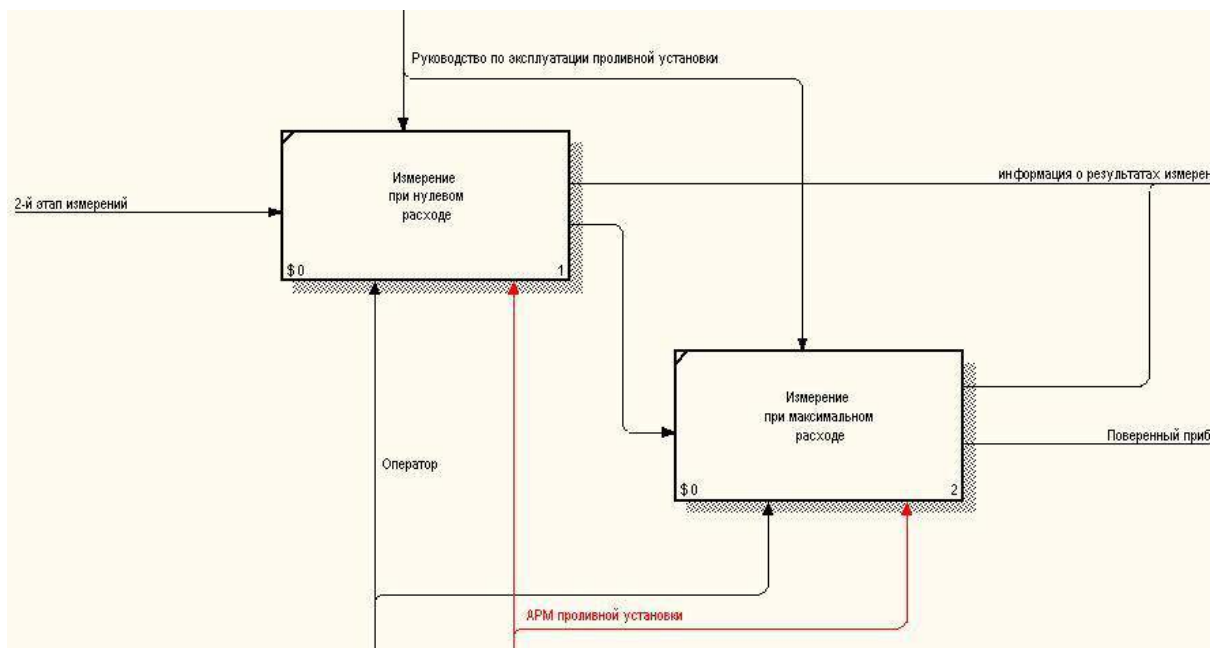 Руководство по эксплуатации проливной установки
Измерение
при нулевом
расходе
$0
1
информация о результатах измерен
2-й этап измерений
Измерение
при максимальном
расходе
$0
2
Поверенный приб
Оператор
АРМ проливной установки